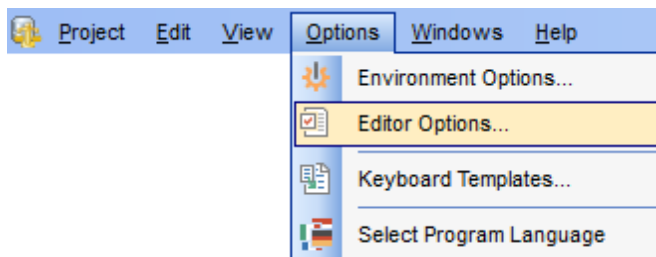 Project Edit View Options Windows Help
Environment Options...
Editor Options...
Keyboard Templates...
Select Program Language